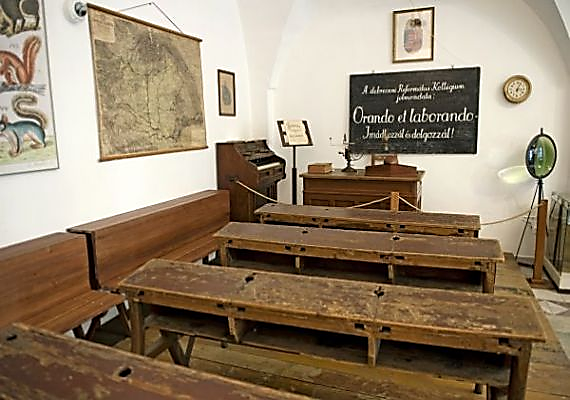 A debreceni Református Kollégium
jelmondata:
Orando et laborando.
Imádkozzál és dolgozzál!